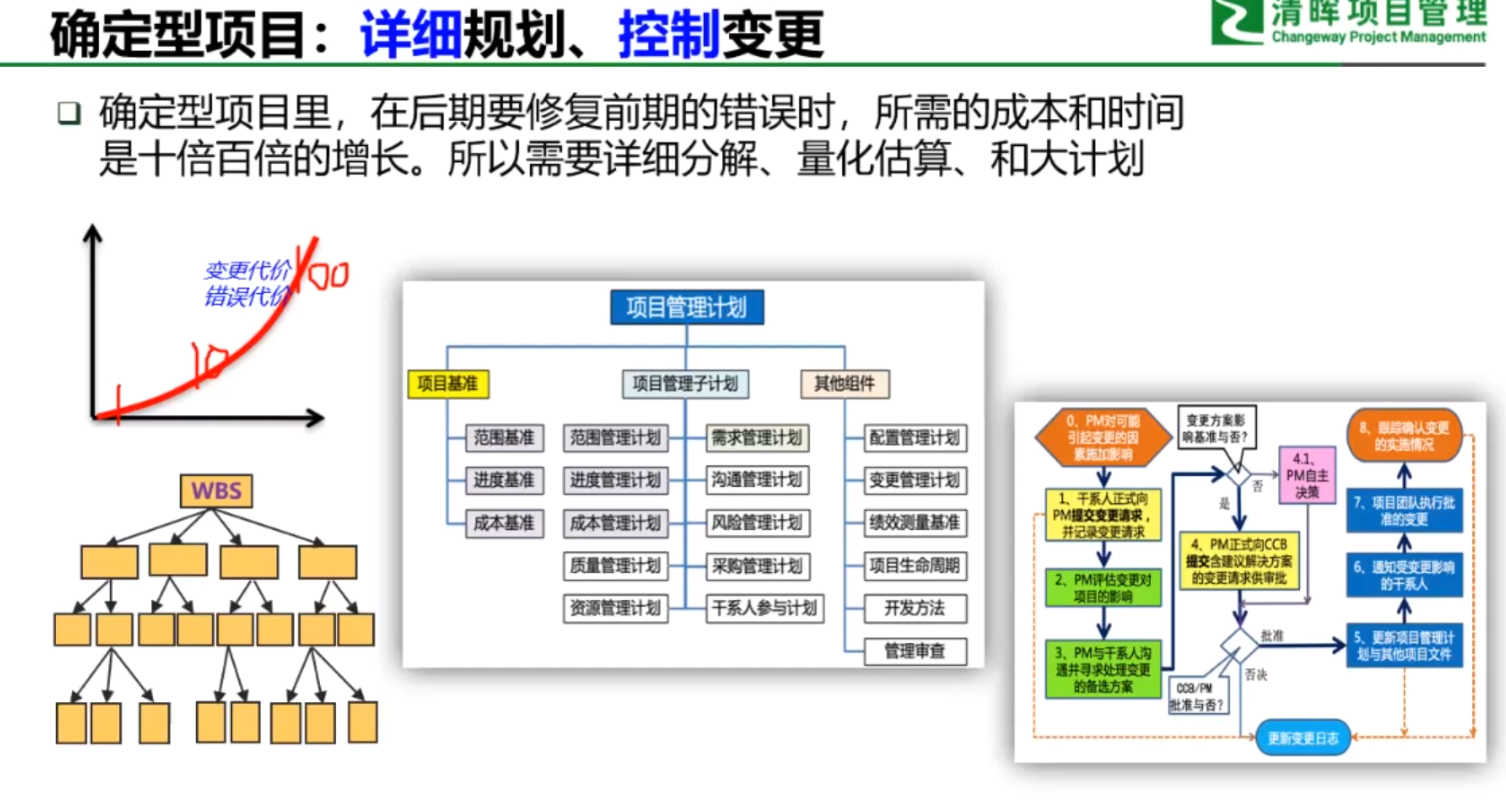 确定型项目：详细规划、控制变更
清晖项目管理
Changeway Project Management
确定型项目里，在后期要修复前期的错误时，所需的成本和时间
是十倍百倍的增长。所以需要详细分解、量化估算、和大计划
变更代价
错误代价
1
10
100
WBS
项目管理计划
项目基准
项目管理子计划
其他组件
范围基准
进度基准
成本基准
范围管理计划
进度管理计划
成本管理计划
质量管理计划
资源管理计划
需求管理计划
沟通管理计划
风险管理计划
采购管理计划
干系人参与计划
配置管理计划
变更管理计划
绩效测量基准
项目生命周期
开发方法
管理审查
0、PM对可能
引起变更的因
素施加影响
1、干系人正式向
PM提交变更请求，
并记录变更请求
2、PM评估变更对
项目的影响
3、PM与干系人沟
通并寻求处理变更
的备选方案
变更方案影
响基准与否?
否
是
4.1、
PM自主
决策
4、PM正式向CCB
提交含建议解决方案
的变更请求供审批
CCB/PM
批准与否?
批准
否决
5、更新项目管理计
划与其他项目文件
6、通知受变更影响
的干系人
7、项目团队执行批
准的变更
8、跟踪确认变更
的实施情况
更新变更日志